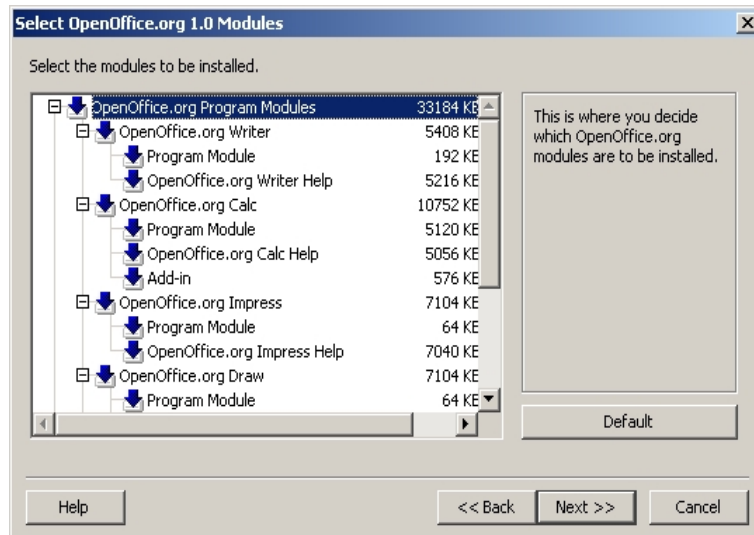 Select OpenOffice.org 1.0 Modules
Select the modules to be installed.
OpenOffice.org Program Modules 33184 KB
OpenOffice.org Writer 5408 KB
Program Module 192 KB
OpenOffice.org Writer Help 5216 KB
OpenOffice.org Calc 10752 KB
Program Module 5120 KB
OpenOffice.org Calc Help 5056 KB
Add-in 576 KB
OpenOffice.org Impress 7104 KB
Program Module 64 KB
OpenOffice.org Impress Help 7040 KB
OpenOffice.org Draw 7104 KB
Program Module 64 KB
This is where you decide
which OpenOffice.org
modules are to be installed.
Default
Help
<< Back
Next >>
Cancel